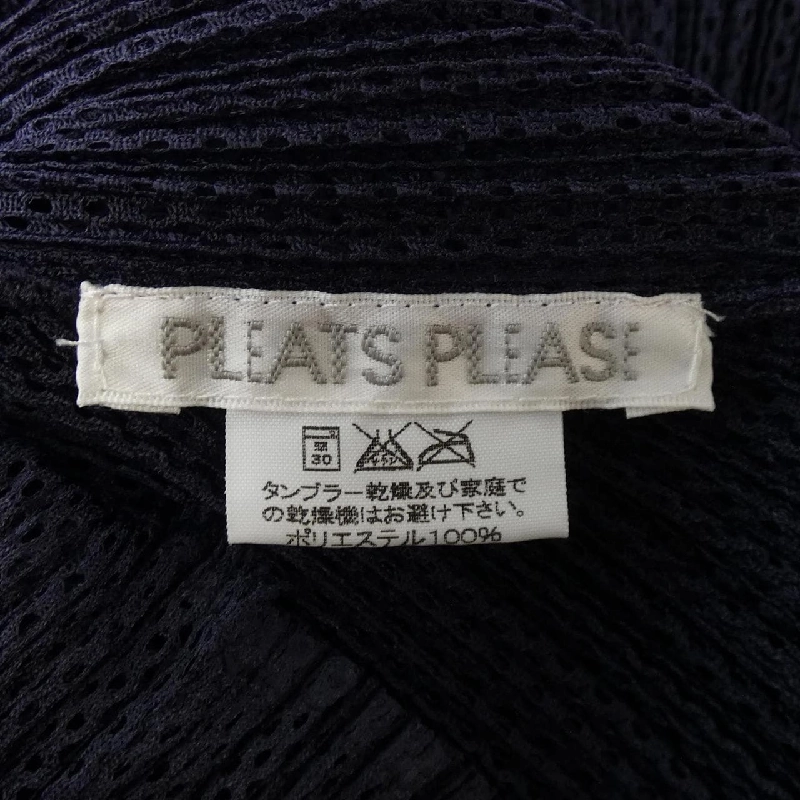 PLEATS PLEASE
30
タンブラー乾燥及び家庭で
の乾燥機はお避け下さい。
ポリエステル100%